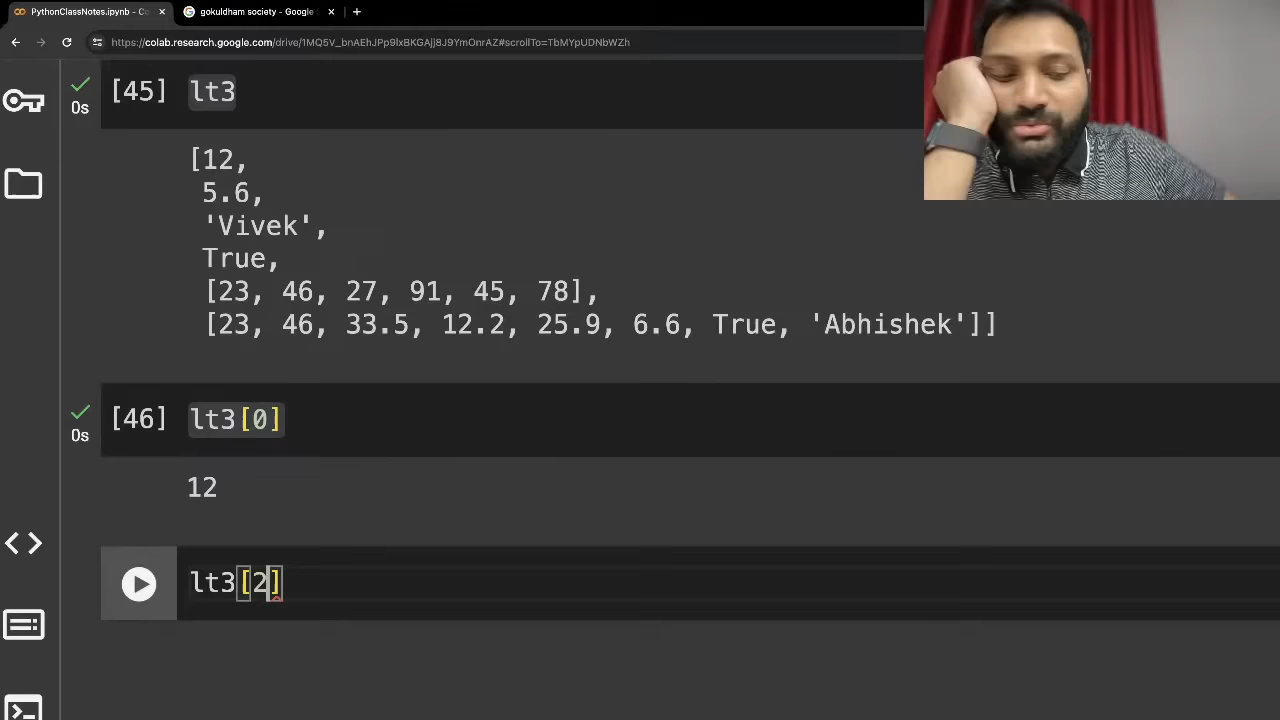 PythonClassNotes.ipynb - Co
gokuldham society - Google
https://colab.research.google.com/drive/1MQ5V_bnAEhJPp9lxBKGAjj8J9YmOnrAZ#scrollTo=TbMYpUDNbWZh
[45] lt3
0s
[12,
5.6,
'Vivek',
True,
[23, 46, 27, 91, 45, 78],
[23, 46, 33.5, 12.2, 25.9, 6.6, True, 'Abhishek']]
[46] lt3[0]
0s
12
lt3[2]